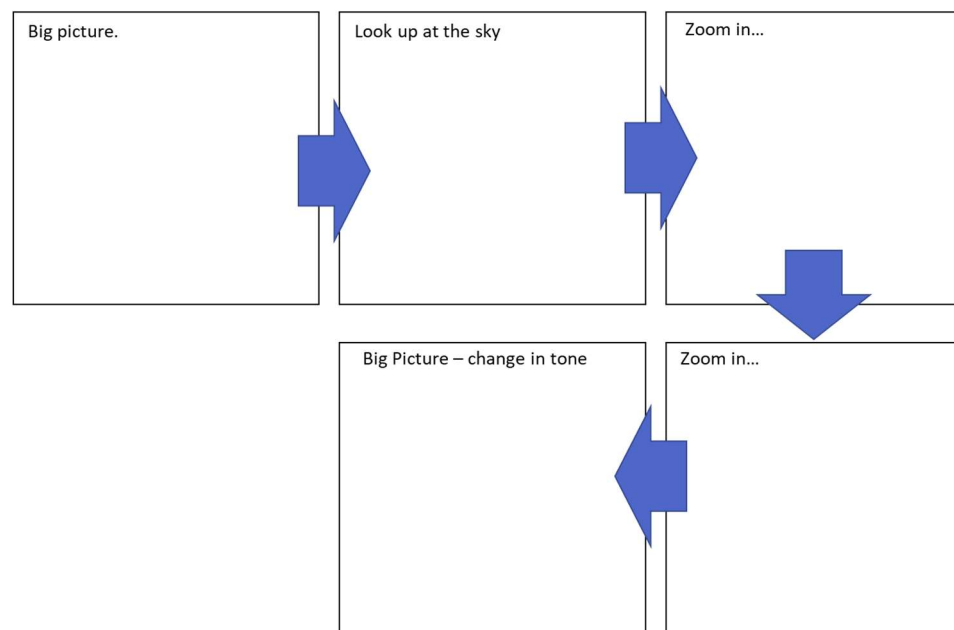 Big picture.
Look up at the sky
Zoom in…
Zoom in…
Big Picture – change in tone